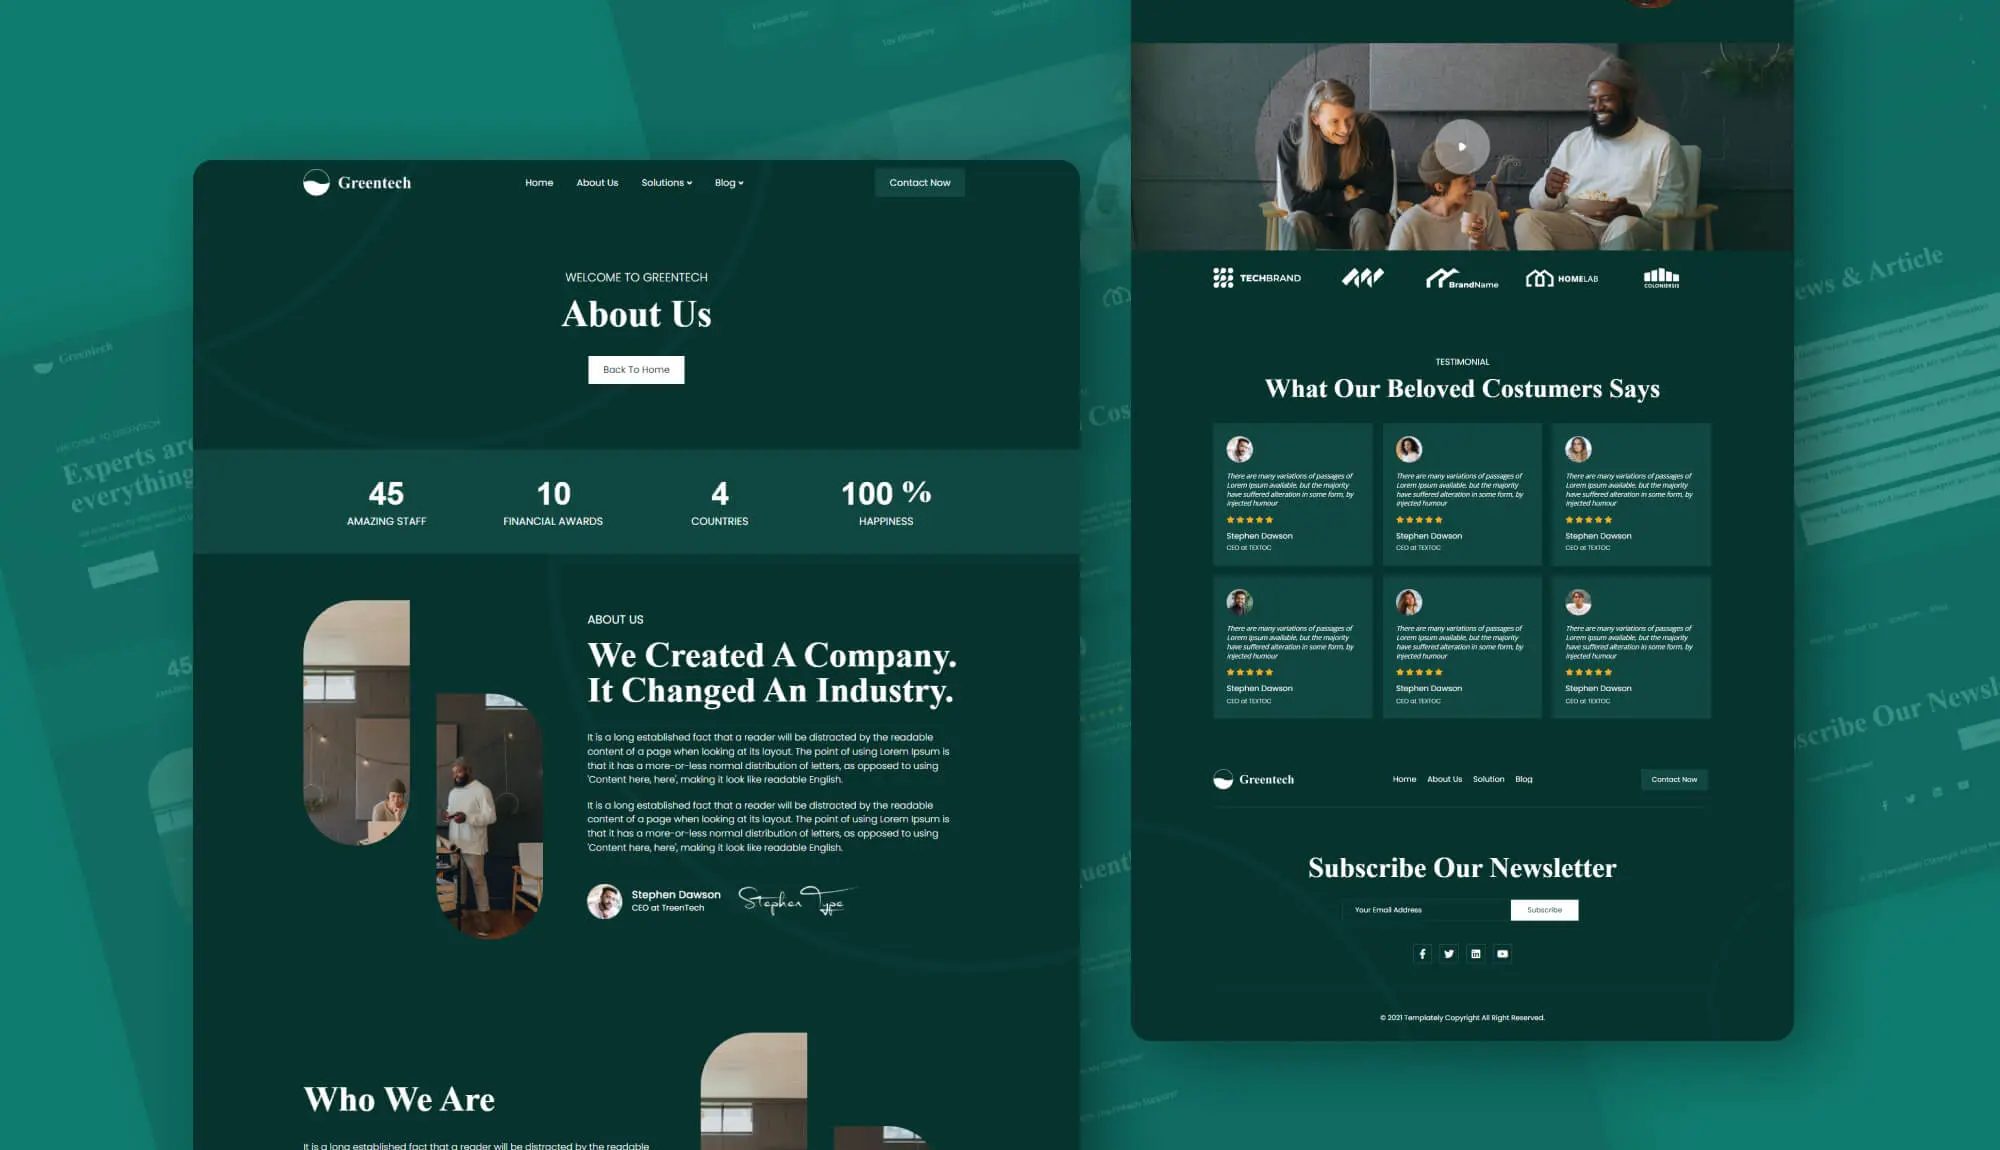 Greentech
Home About Us Solutions Blog
Contact Now
WELCOME TO GREENTECH
About Us
Back To Home
45
AMAZING STAFF
10
FINANCIAL AWARDS
4
COUNTRIES
100 %
HAPPINESS
ABOUT US
We Created A Company.
It Changed An Industry.
It is a long established fact that a reader will be distracted by the readable
content of a page when looking at its layout. The point of using Lorem Ipsum is
that it has a more-or-less normal distribution of letters, as opposed to using
'Content here, here', making it look like readable English.
It is a long established fact that a reader will be distracted by the readable
content of a page when looking at its layout. The point of using Lorem Ipsum is
that it has a more-or-less normal distribution of letters, as opposed to using
'Content here, here', making it look like readable English.
Stephen Dawson
CEO at TreenTech
Stephen Type
Who We Are
It is a long established fact that a reader will be distracted by the readable
TECHBRAND
BrandName
HOMELAB
COLONIENSIS
TESTIMONIAL
What Our Beloved Costumers Says
There are many variations of passages of
Lorem Ipsum available, but the majority
have suffered alteration in some form, by
injected humour
Stephen Dawson
CEO at TEXTOC
There are many variations of passages of
Lorem Ipsum available, but the majority
have suffered alteration in some form, by
injected humour
Stephen Dawson
CEO at TEXTOC
There are many variations of passages of
Lorem Ipsum available, but the majority
have suffered alteration in some form, by
injected humour
Stephen Dawson
CEO at TEXTOC
There are many variations of passages of
Lorem Ipsum available, but the majority
have suffered alteration in some form, by
injected humour
Stephen Dawson
CEO at TEXTOC
There are many variations of passages of
Lorem Ipsum available, but the majority
have suffered alteration in some form, by
injected humour
Stephen Dawson
CEO at TEXTOC
There are many variations of passages of
Lorem Ipsum available, but the majority
have suffered alteration in some form, by
injected humour
Stephen Dawson
CEO at TEXTOC
Greentech
Home About Us Solution Blog
Contact Now
Subscribe Our Newsletter
Your Email Address
Subscribe
© 2021 Templately Copyright All Right Reserved.
Greentech
WELCOME TO GREENTECH
Experts are
everything
45
ews & Article
scribe Our Newsl